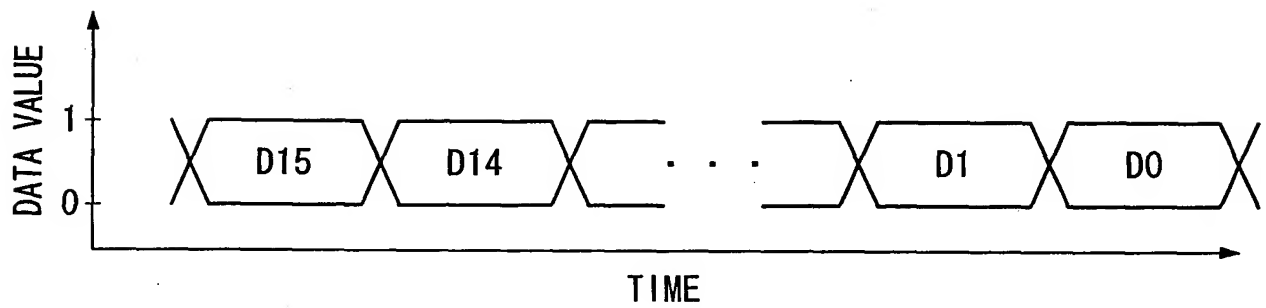 DATA VALUE
1
0
D15 D14 · · · D1 D0
TIME